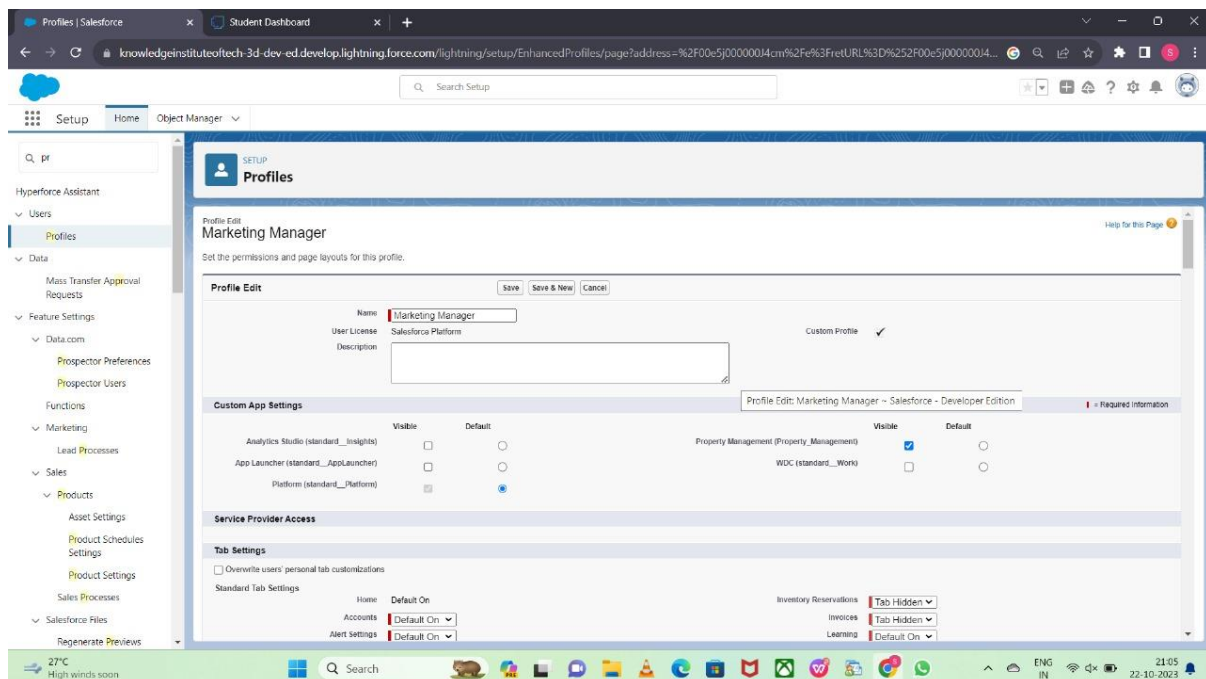 Profiles | Salesforce
Student Dashboard
knowledgeinstituteoftech-3d-dev-ed.develop.lightning.force.com/lightning/setup/EnhancedProfiles/page?address=%2F00e5j000000J4cm%2Fe%3FretURL%3D%252F00e5j000000J4...
S
Search Setup
Setup Home Object Manager
pr
Hyperforce Assistant
Users
Profiles
Data
Mass Transfer Approval
Requests
Feature Settings
Data.com
Prospector Preferences
Prospector Users
Functions
Marketing
Lead Processes
Sales
Products
Asset Settings
Product Schedules
Settings
Product Settings
Sales Processes
Salesforce Files
Regenerate Previews
SETUP
Profiles
Profile Edit
Marketing Manager
Help for this Page
Set the permissions and page layouts for this profile.
Profile Edit Save Save & New Cancel
Name Marketing Manager
User License Salesforce Platform Custom Profile
Description
Profile Edit: Marketing Manager ~ Salesforce - Developer Edition
Custom App Settings = Required Information
Visible Default Visible Default
Analytics Studio (standard__Insights) Property Management (Property_Management)
App Launcher (standard__AppLauncher) WDC (standard__Work)
Platform (standard__Platform)
Service Provider Access
Tab Settings
Overwrite users' personal tab customizations
Standard Tab Settings
Home Default On Inventory Reservations Tab Hidden
Accounts Default On Invoices Tab Hidden
Alert Settings Default On Learning Default On
27°C
High winds soon
Search
PRE
ENG
IN
21:05
22-10-2023